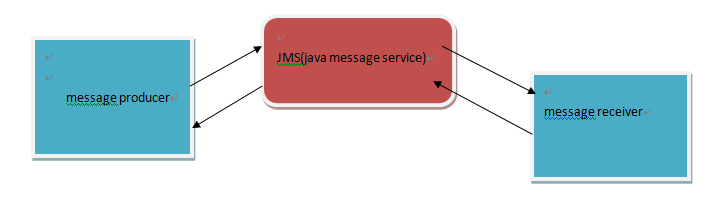 JMS(java message service)
message producer
message receiver